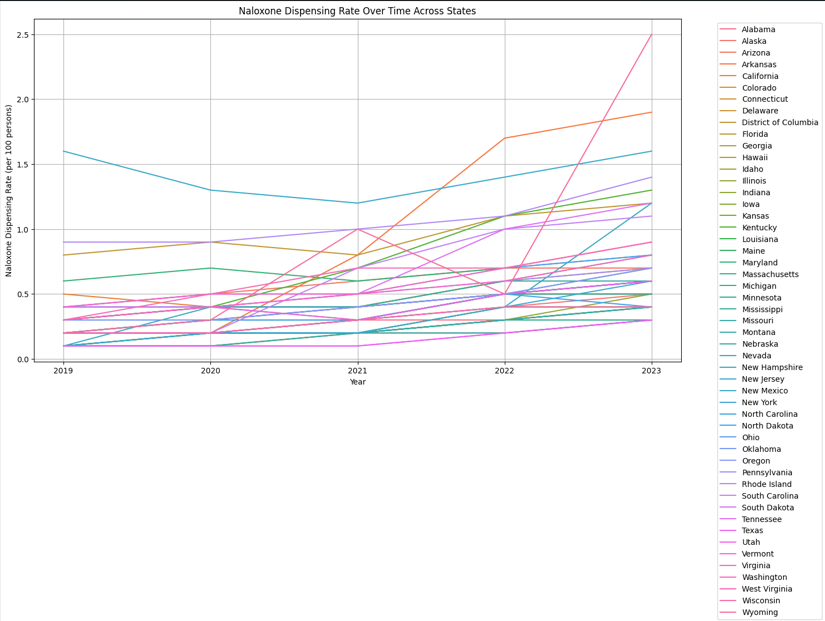 Naloxone Dispensing Rate Over Time Across States
Naloxone Dispensing Rate (per 100 persons)
2.5
2.0
1.5
1.0
0.5
0.0
2019 2020 2021 2022 2023
Year
Alabama
Alaska
Arizona
Arkansas
California
Colorado
Connecticut
Delaware
District of Columbia
Florida
Georgia
Hawaii
Idaho
Illinois
Indiana
Iowa
Kansas
Kentucky
Louisiana
Maine
Maryland
Massachusetts
Michigan
Minnesota
Mississippi
Missouri
Montana
Nebraska
Nevada
New Hampshire
New Jersey
New Mexico
New York
North Carolina
North Dakota
Ohio
Oklahoma
Oregon
Pennsylvania
Rhode Island
South Carolina
South Dakota
Tennessee
Texas
Utah
Vermont
Virginia
Washington
West Virginia
Wisconsin
Wyoming